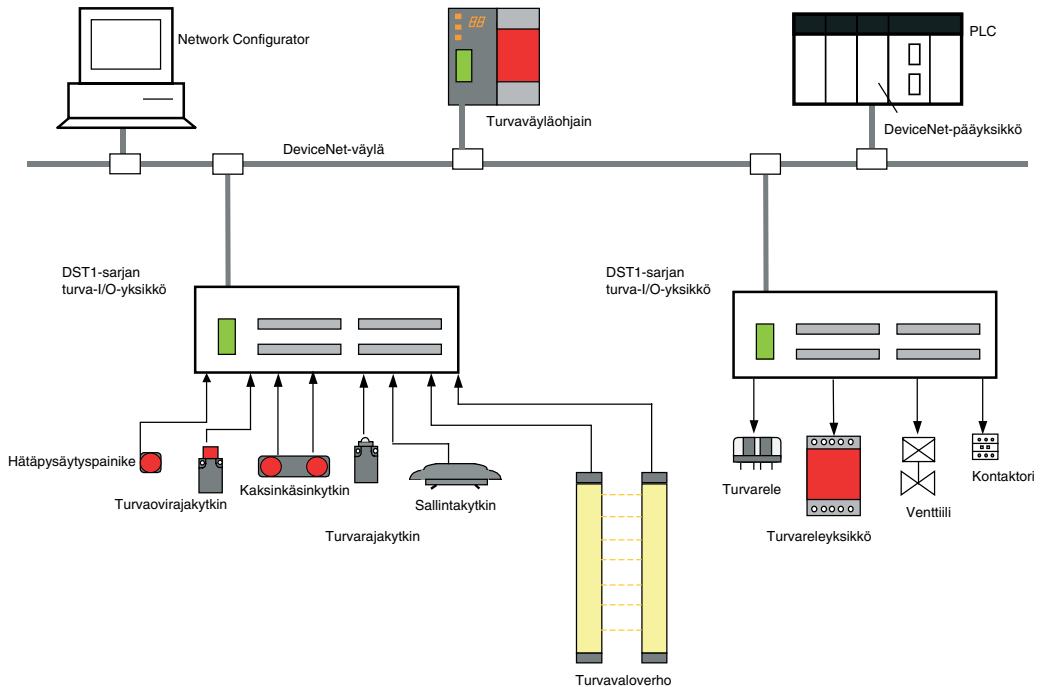 Network Configurator
88
Turvaväyläohjain
PLC
DeviceNet-pääyksikkö
DeviceNet-väylä
DST1-sarjan
turva-I/O-yksikkö
DST1-sarjan
turva-I/O-yksikkö
Hätäpysäytyspainike
Turvaovirajakytkin
Kaksinkäsinkytkin
Turvarajakytkin
Sallintakytkin
Turvavaloverho
Turvarele
Turvareleyksikkö
Venttiili
Kontaktori